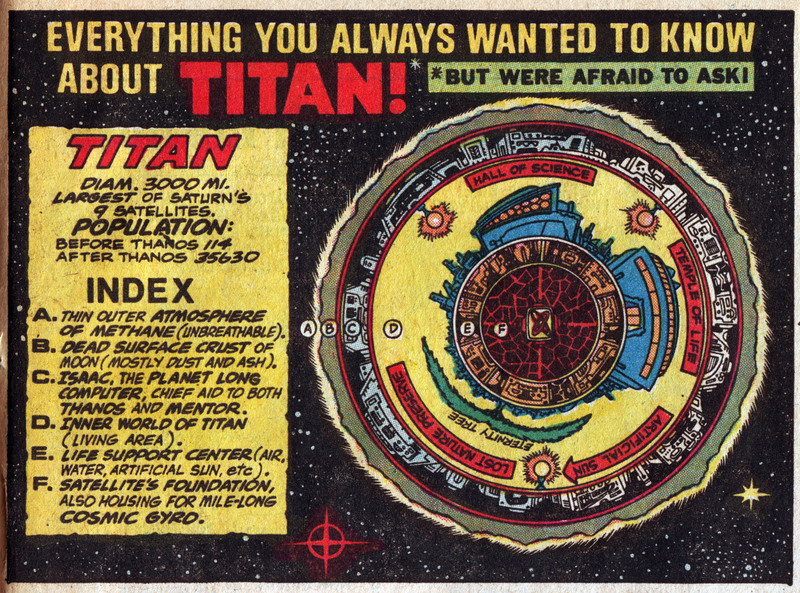 EVERYTHING YOU ALWAYS WANTED TO KNOW
ABOUT TITAN!* *BUT WERE AFRAID TO ASK!
TITAN
DIAM. 3000 MI.
LARGEST OF SATURN'S
9 SATELLITES.
POPULATION:
BEFORE THANOS 114
AFTER THANOS 35630
INDEX
A. THIN OUTER ATMOSPHERE
OF METHANE (UNBREATHABLE).
B. DEAD SURFACE CRUST OF
MOON (MOSTLY DUST AND ASH).
C. ISAAC, THE PLANET LONG
COMPUTER, CHIEF AID TO BOTH
THANOS AND MENTOR.
D. INNER WORLD OF TITAN
(LIVING AREA).
E. LIFE SUPPORT CENTER (AIR,
WATER, ARTIFICIAL SUN, etc).
F. SATELLITE'S FOUNDATION,
ALSO HOUSING FOR MILE-LONG
COSMIC GYRO.
HALL OF SCIENCE
TEMPLE OF LIFE
A B C D E F
ETERNITY TREE
LOST NATURE PRESERVE
ARTIFICIAL SUN